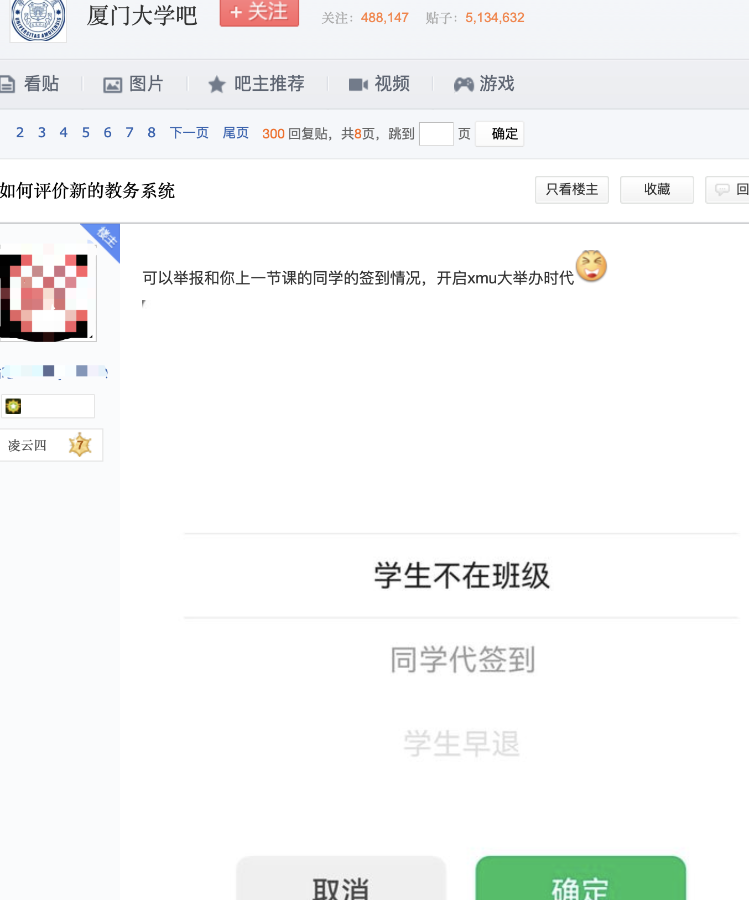 厦门大学吧
+ 关注
关注：488,147 贴子：5,134,632
看贴 图片 吧主推荐 视频 游戏
2 3 4 5 6 7 8 下一页 尾页 300 回复贴，共8页，跳到 页 确定
如何评价新的教务系统
只看楼主 收藏 回
楼主
可以举报和你上一节课的同学的签到情况，开启xmu大举办时代
凌云四 7
学生不在班级
同学代签到
学生早退
取消 确定